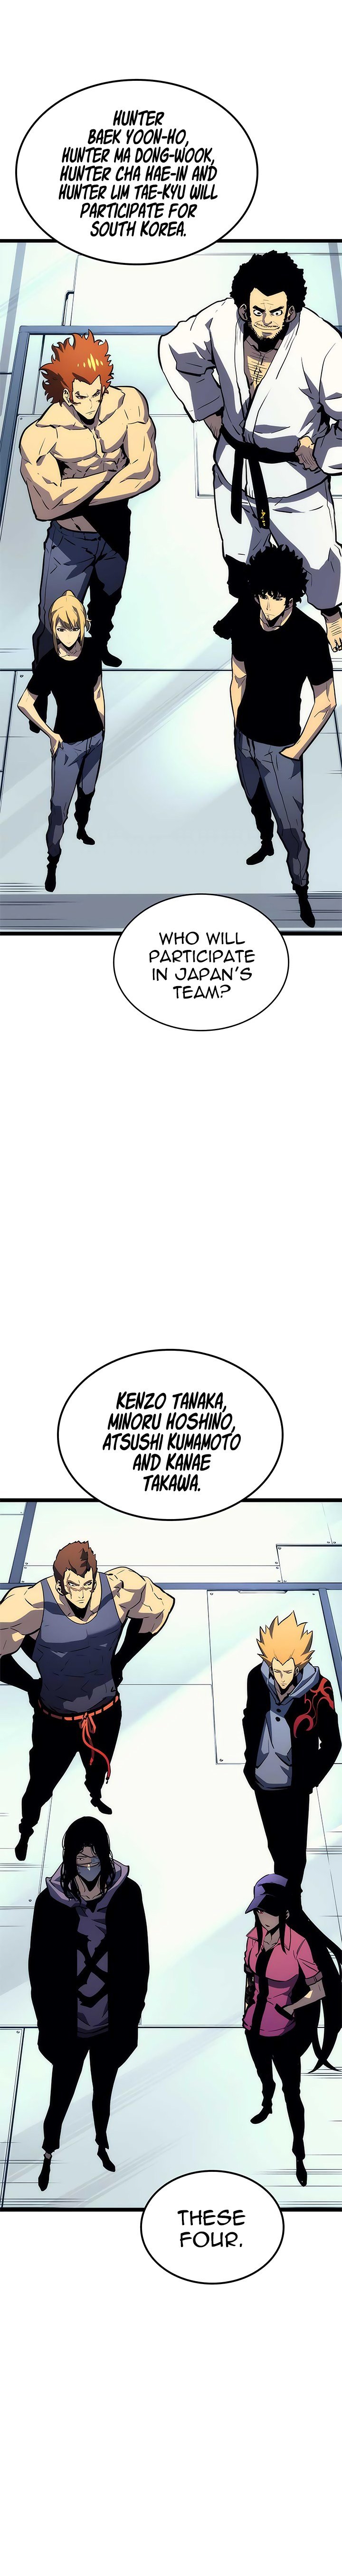 HUNTER
BAEK YOON-HO,
HUNTER MA DONG-WOOK,
HUNTER CHA HAE-IN AND
HUNTER LIM TAE-KYU WILL
PARTICIPATE FOR
SOUTH KOREA.
WHO WILL
PARTICIPATE
IN JAPAN'S
TEAM?
KENZO TANAKA,
MINORU HOSHINO,
ATSUSHI KUMAMOTO
AND KANAE
TAKAWA.
THESE
FOUR.